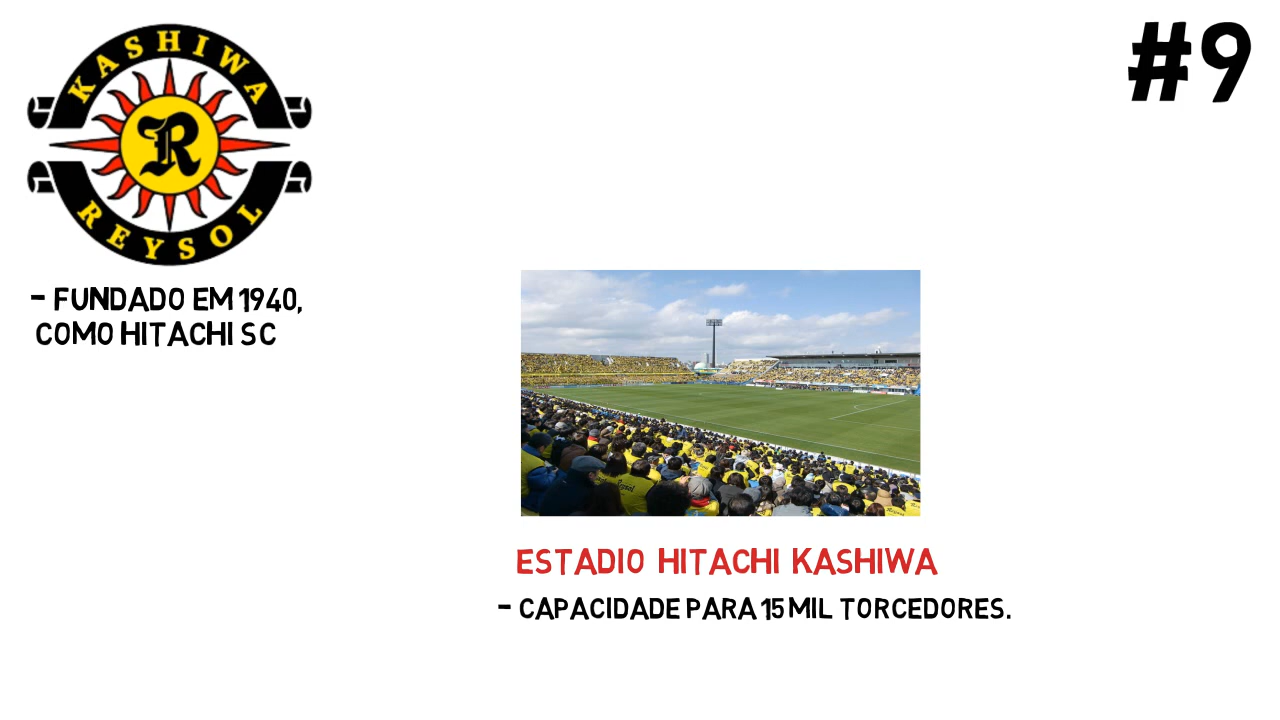 KASHIWA
R
REYSOL
#9
- FUNDADO EM 1940,
COMO HITACHI SC
ESTADIO HITACHI KASHIWA
- CAPACIDADE PARA 15 MIL TORCEDORES.